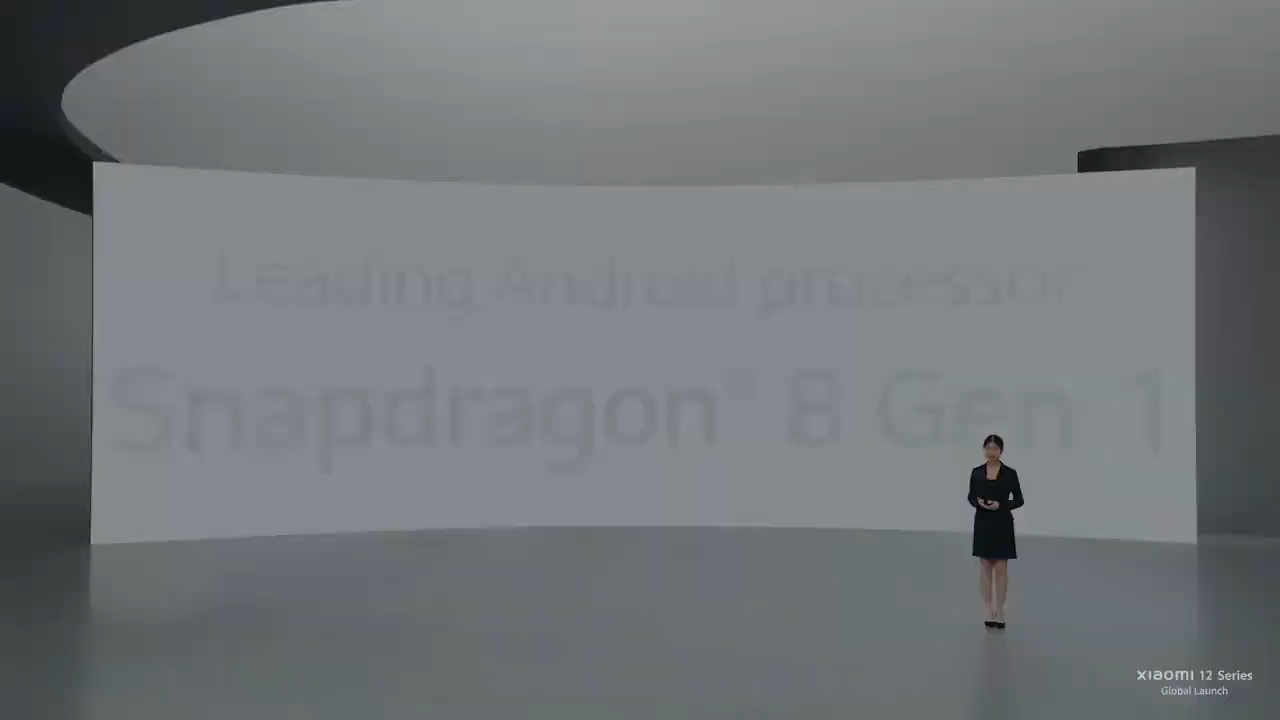 Leading Android processor
Snapdragon® 8 Gen 1
xiaomi 12 Series
Global Launch